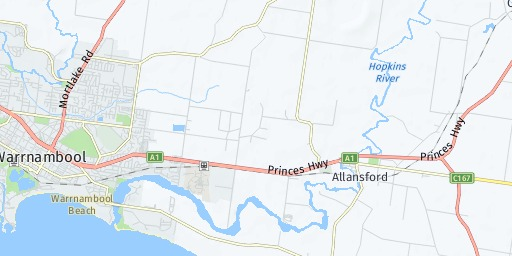 Hopkins
River
Mortlake Rd
Warrnambool
A1
Princes Hwy
A1
Princes Hwy
Allansford
C167
Warrnambool
Beach